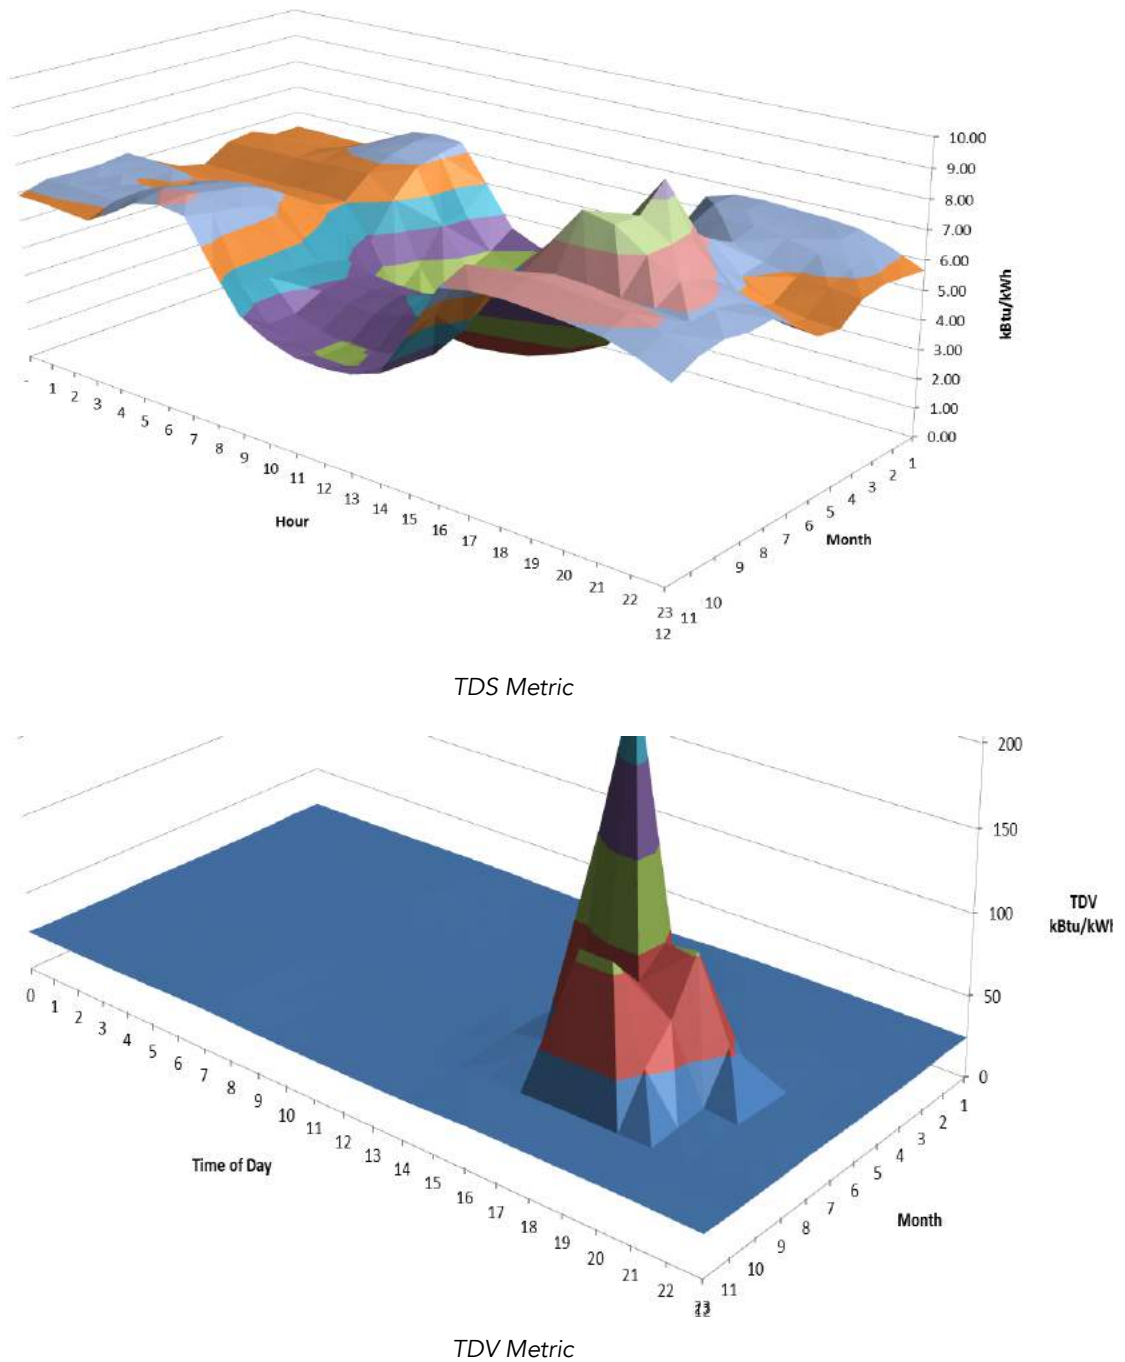 10.00
9.00
8.00
7.00
6.00
5.00
4.00
3.00
2.00
1.00
0.00
kBtu/kWh
- 1 2 3 4 5 6 7 8 9 10 11 12 13 14 15 16 17 18 19 20 21 22 23
Hour
12 11 10 9 8 7 6 5 4 3 2 1
Month
TDS Metric
200
150
100
50
0
TDV
kBtu/kWh
0 1 2 3 4 5 6 7 8 9 10 11 12 13 14 15 16 17 18 19 20 21 22
Time of Day
11 10 9 8 7 6 5 4 3 2 1
Month
TDV Metric